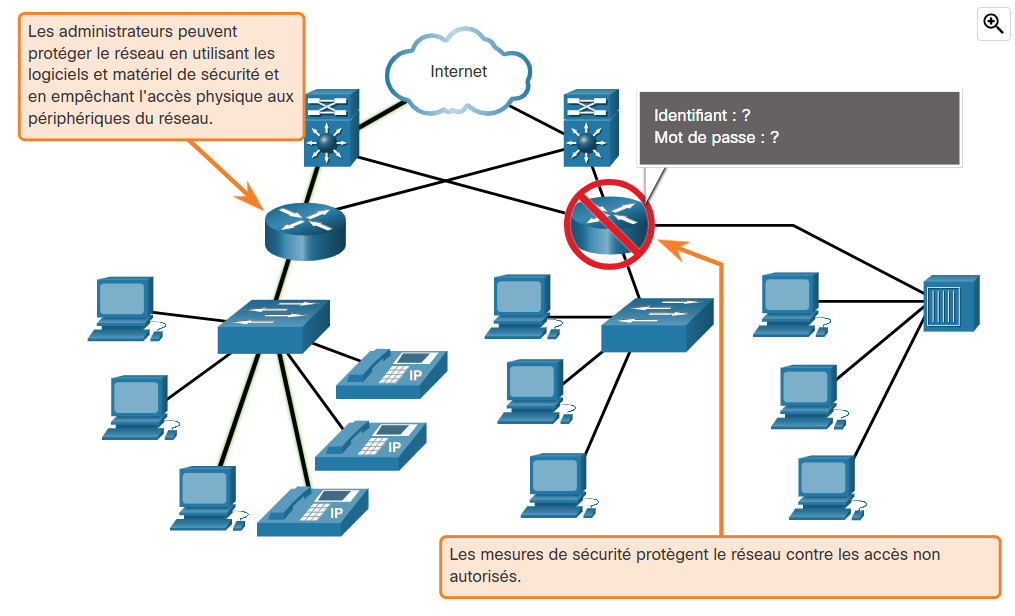 Les administrateurs peuvent
protéger le réseau en utilisant les
logiciels et matériel de sécurité et
en empêchant l'accès physique aux
périphériques du réseau.
Internet
Identifiant : ?
Mot de passe : ?
IP
IP
IP
Les mesures de sécurité protègent le réseau contre les accès non
autorisés.